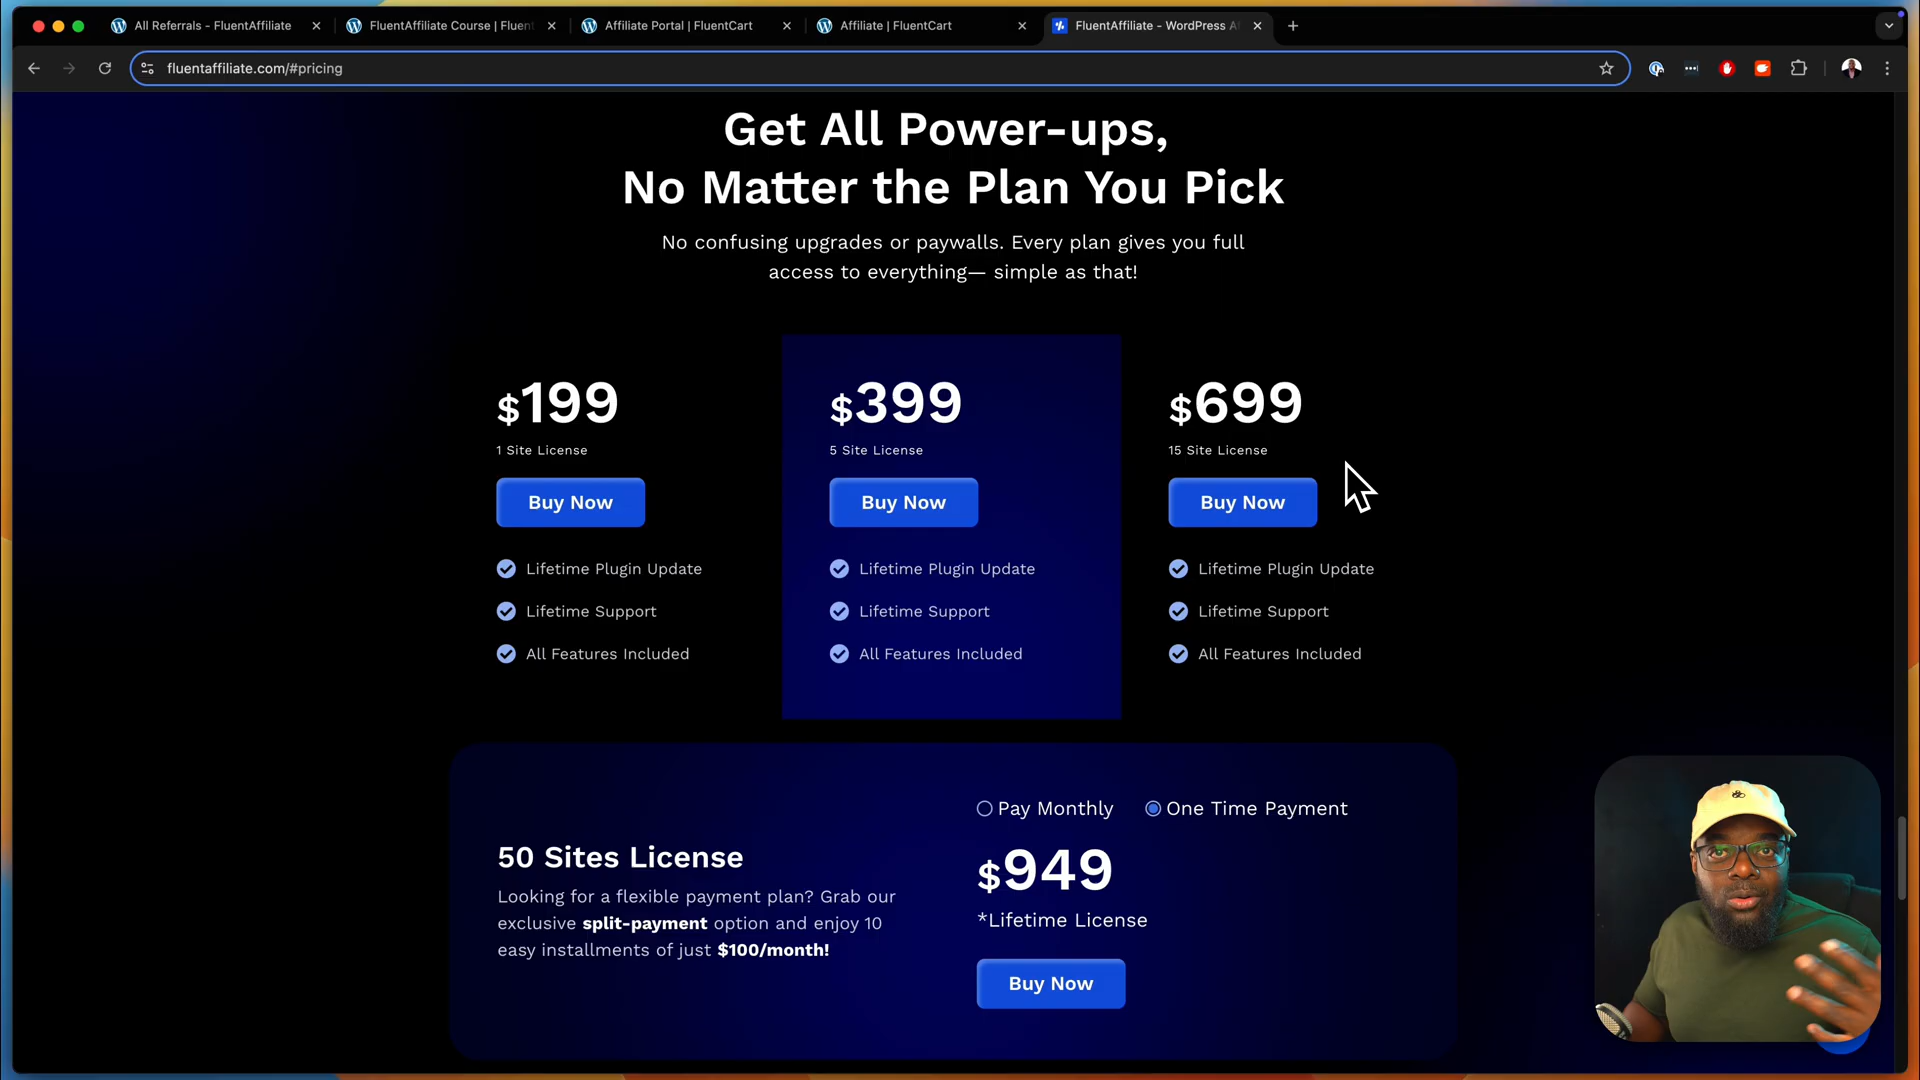 All Referrals - FluentAffiliate
FluentAffiliate Course | Fluent
Affiliate Portal | FluentCart
Affiliate | FluentCart
FluentAffiliate - WordPress Af
fluentaffiliate.com/#pricing
Get All Power-ups,
No Matter the Plan You Pick
No confusing upgrades or paywalls. Every plan gives you full
access to everything— simple as that!
$199
1 Site License
Buy Now
Lifetime Plugin Update
Lifetime Support
All Features Included
$399
5 Site License
Buy Now
Lifetime Plugin Update
Lifetime Support
All Features Included
$699
15 Site License
Buy Now
Lifetime Plugin Update
Lifetime Support
All Features Included
50 Sites License
Looking for a flexible payment plan? Grab our
exclusive split-payment option and enjoy 10
easy installments of just $100/month!
Pay Monthly
One Time Payment
$949
*Lifetime License
Buy Now